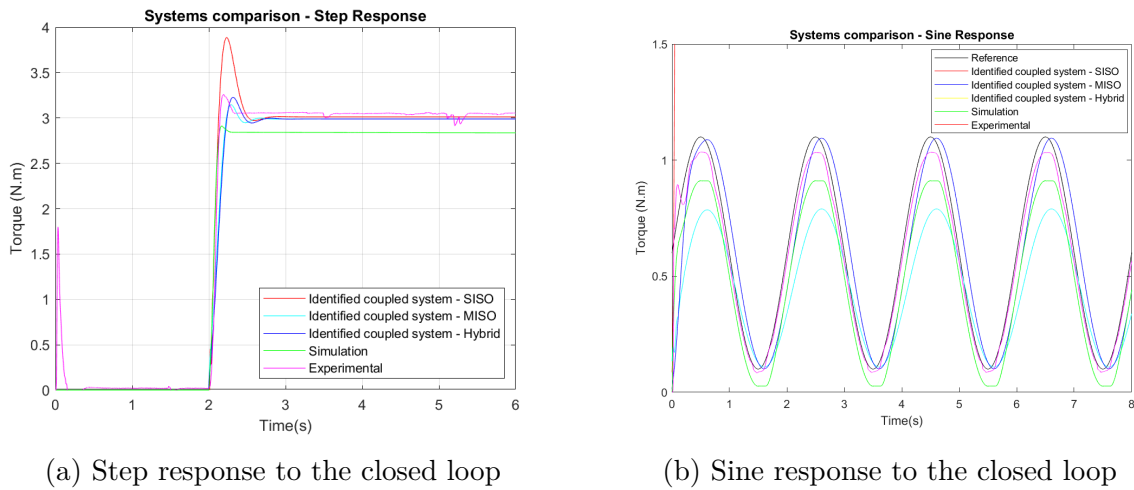 Systems comparison - Step Response
4
3.5
3
2.5
2
1.5
1
0.5
0
Torque (N.m)
Identified coupled system - SISO
Identified coupled system - MISO
Identified coupled system - Hybrid
Simulation
Experimental
0 1 2 3 4 5 6
Time(s)
(a) Step response to the closed loop
Systems comparison - Sine Response
1.5
1
0.5
0
Torque (N.m)
Reference
Identified coupled system - SISO
Identified coupled system - MISO
Identified coupled system - Hybrid
Simulation
Experimental
0 1 2 3 4 5 6 7 8
Time(s)
(b) Sine response to the closed loop